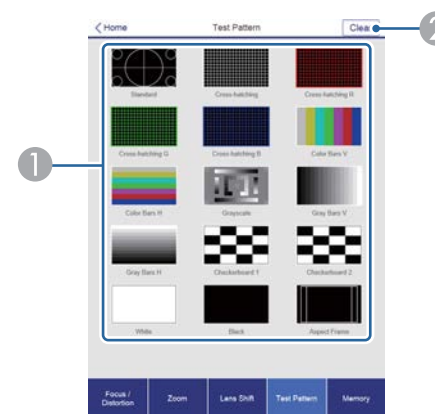 Home Test Pattern Clear
2
Standard Cross-hatching Cross-hatching R
1
Cross-hatching G Cross-hatching B Color Bars V
Color Bars H Grayscale Gray Bars V
Gray Bars H Checkerboard 1 Checkerboard 2
White Black Aspect Frame
Focus / Distortion Zoom Lens Shift Test Pattern Memory